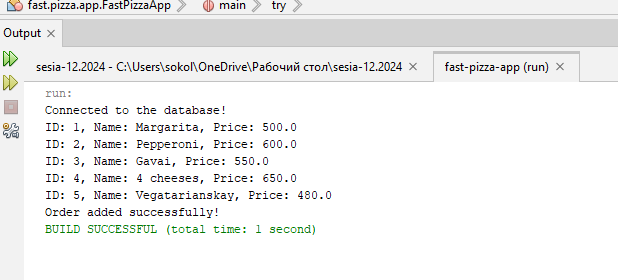 fast.pizza.app.FastPizzaApp > main > try >
Output ×
sesia-12.2024 - C:\Users\sokol\OneDrive\Рабочий стол\sesia-12.2024 × fast-pizza-app (run) ×
run:
Connected to the database!
ID: 1, Name: Margarita, Price: 500.0
ID: 2, Name: Pepperoni, Price: 600.0
ID: 3, Name: Gavai, Price: 550.0
ID: 4, Name: 4 cheeses, Price: 650.0
ID: 5, Name: Vegatarianskay, Price: 480.0
Order added successfully!
BUILD SUCCESSFUL (total time: 1 second)